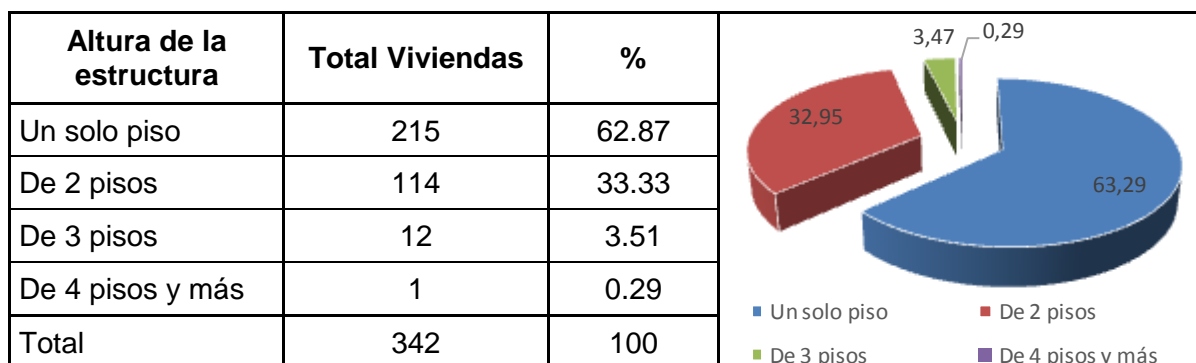 Altura de la estructura Total Viviendas %
Un solo piso 215 62.87
De 2 pisos 114 33.33
De 3 pisos 12 3.51
De 4 pisos y más 1 0.29
Total 342 100
3,47 0,29
32,95
63,29
Un solo piso De 2 pisos
De 3 pisos De 4 pisos y más